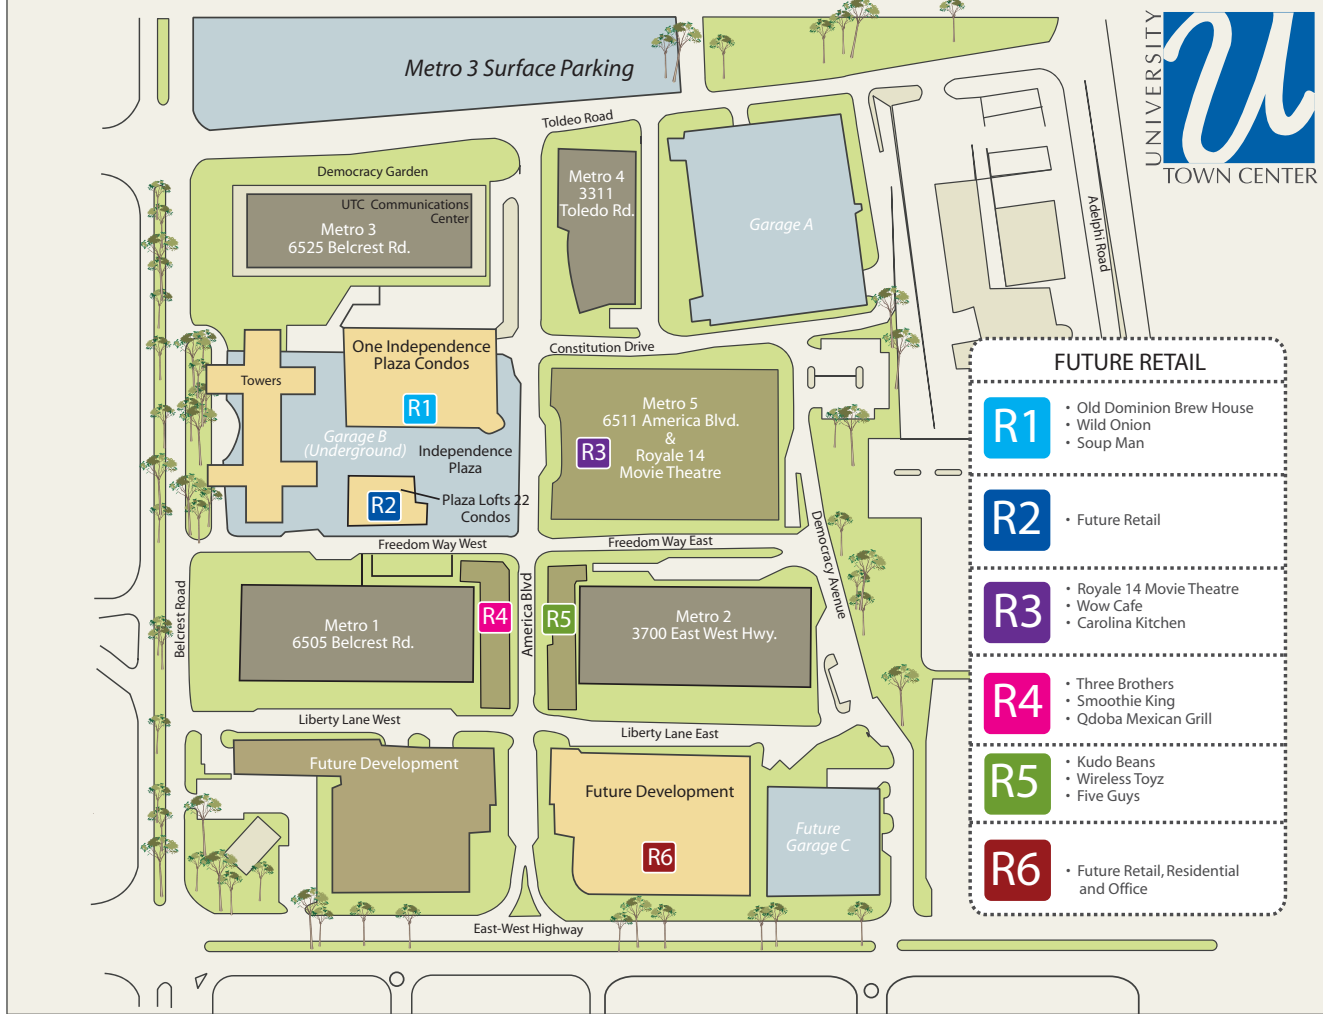 Metro 3 Surface Parking
UNIVERSITY
U
TOWN CENTER
Toldeo Road
Democracy Garden
UTC Communications
Center
Metro 3
6525 Belcrest Rd.
Metro 4
3311
Toledo Rd.
Garage A
Adelphi Road
Constitution Drive
One Independence
Plaza Condos
R1
Towers
Garage B
(Underground)
Independence
Plaza
R2
Plaza Lofts 22
Condos
Metro 5
6511 America Blvd.
&
Royale 14
Movie Theatre
R3
Freedom Way West
Freedom Way East
Democracy Avenue
Belcrest Road
America Blvd
Metro 1
6505 Belcrest Rd.
R4
R5
Metro 2
3700 East West Hwy.
Liberty Lane West
Liberty Lane East
Future Development
Future Development
R6
Future
Garage C
East-West Highway
FUTURE RETAIL
R1
• Old Dominion Brew House
• Wild Onion
• Soup Man
R2
• Future Retail
R3
• Royale 14 Movie Theatre
• Wow Cafe
• Carolina Kitchen
R4
• Three Brothers
• Smoothie King
• Qdoba Mexican Grill
R5
• Kudo Beans
• Wireless Toyz
• Five Guys
R6
• Future Retail, Residential
and Office